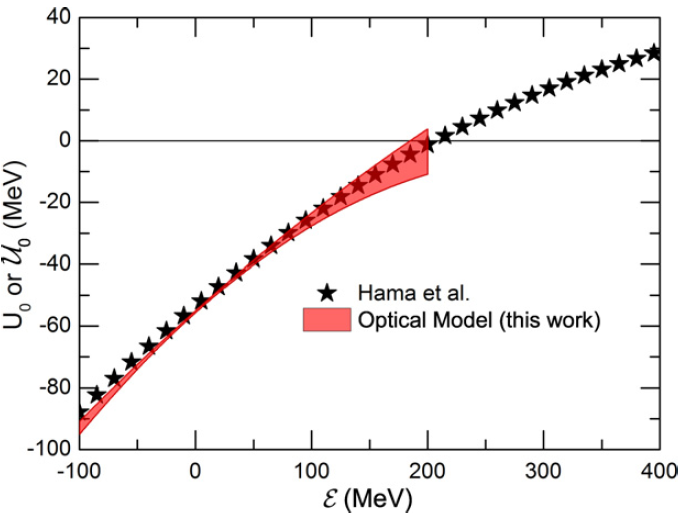 40
20
0
-20
-40
-60
-80
-100
U₀ or 𝒰₀ (MeV)
Hama et al.
Optical Model (this work)
-100 0 100 200 300 400
ℰ (MeV)